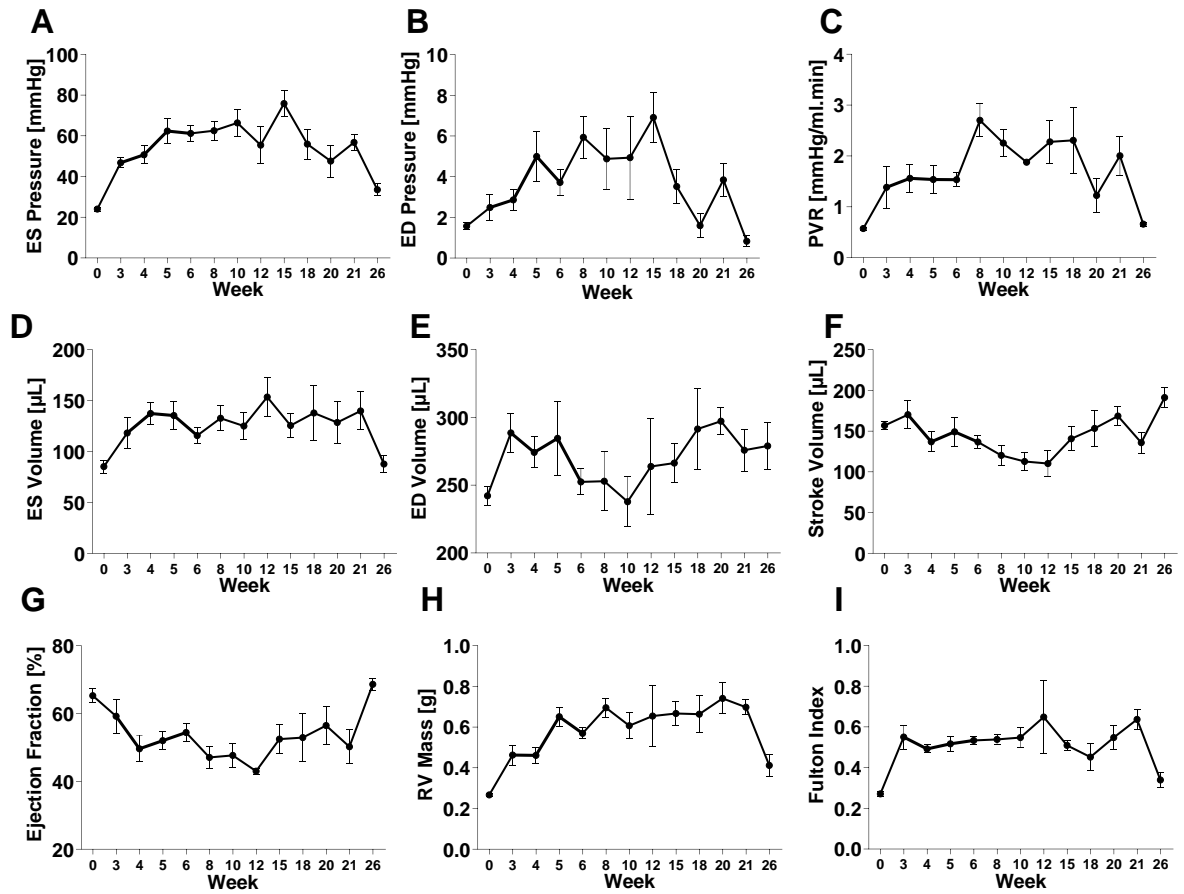 A
ES Pressure [mmHg]
100
80
60
40
20
0
0 3 4 5 6 8 10 12 15 18 20 21 26
Week
B
ED Pressure [mmHg]
10
8
6
4
2
0
0 3 4 5 6 8 10 12 15 18 20 21 26
Week
C
PVR [mmHg/ml.min]
4
3
2
1
0
0 3 4 5 6 8 10 12 15 18 20 21 26
Week
D
ES Volume [µL]
200
150
100
50
0
0 3 4 5 6 8 10 12 15 18 20 21 26
Week
E
ED Volume [µL]
350
300
250
200
0 3 4 5 6 8 10 12 15 18 20 21 26
Week
F
Stroke Volume [µL]
250
200
150
100
50
0
0 3 4 5 6 8 10 12 15 18 20 21 26
Week
G
Ejection Fraction [%]
80
60
40
20
0 3 4 5 6 8 10 12 15 18 20 21 26
Week
H
RV Mass [g]
1.0
0.8
0.6
0.4
0.2
0.0
0 3 4 5 6 8 10 12 15 18 20 21 26
Week
I
Fulton Index
1.0
0.8
0.6
0.4
0.2
0.0
0 3 4 5 6 8 10 12 15 18 20 21 26
Week